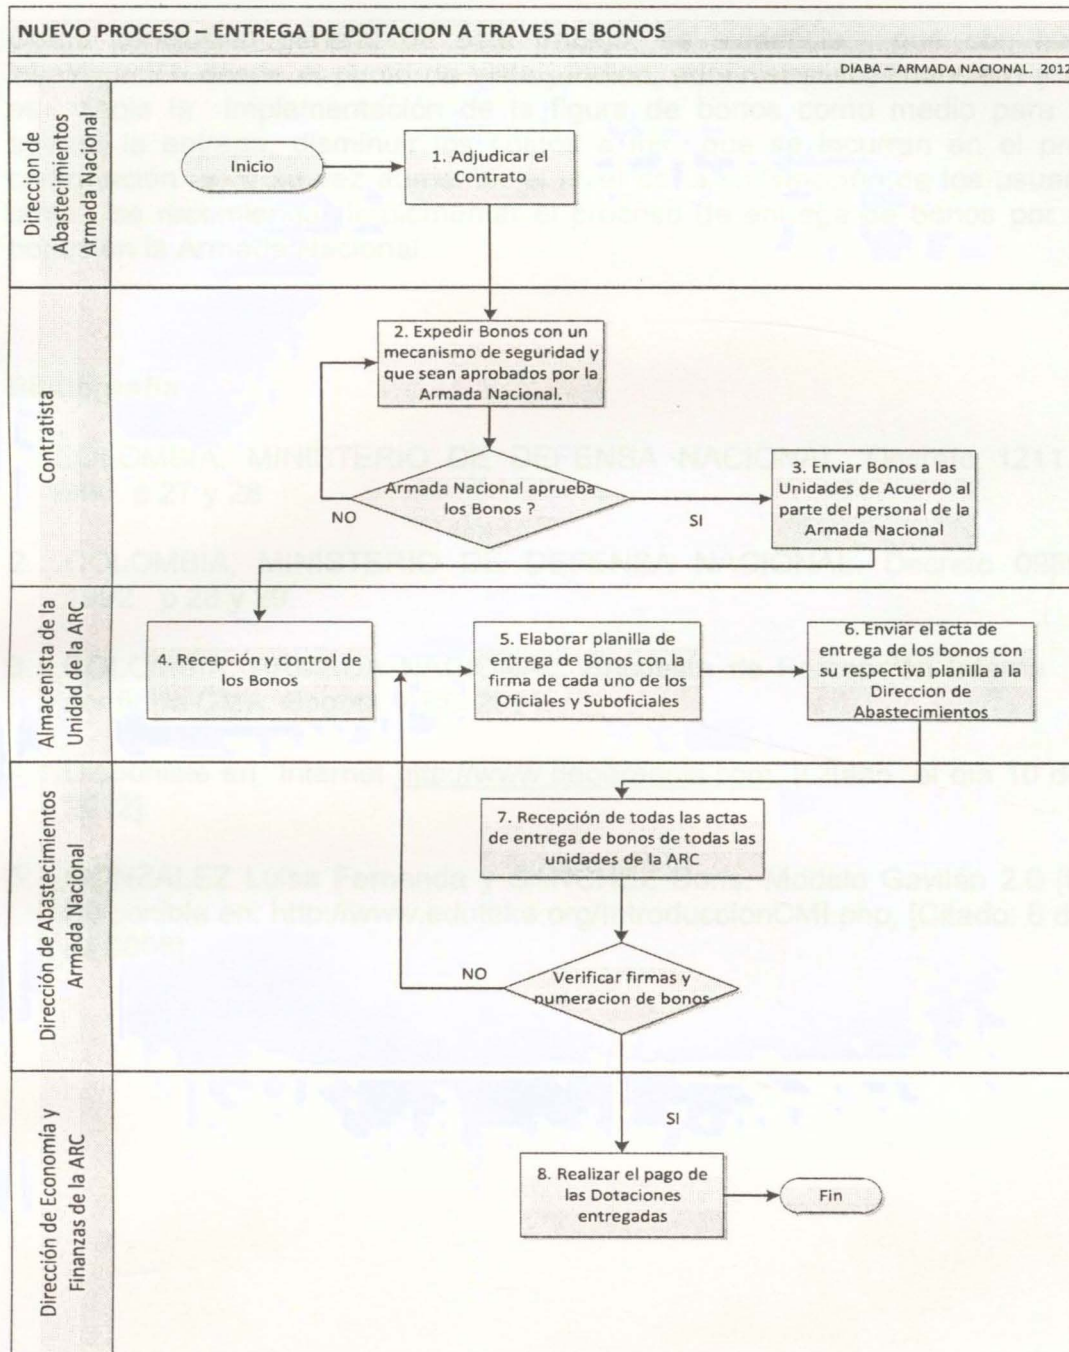 NUEVO PROCESO – ENTREGA DE DOTACION A TRAVES DE BONOS
DIABA – ARMADA NACIONAL. 2012
Direccion de
Abastecimientos
Armada Nacional
Inicio
1. Adjudicar el
Contrato
Contratista
2. Expedir Bonos con un
mecanismo de seguridad y
que sean aprobados por la
Armada Nacional.
Armada Nacional aprueba
los Bonos ?
NO
SI
3. Enviar Bonos a las
Unidades de Acuerdo al
parte del personal de la
Armada Nacional
Almacenista de la
Unidad de la ARC
4. Recepción y control de
los Bonos
5. Elaborar planilla de
entrega de Bonos con la
firma de cada uno de los
Oficiales y Suboficiales
6. Enviar el acta de
entrega de los bonos con
su respectiva planilla a la
Direccion de
Abastecimientos
Dirección de Abastecimientos
Armada Nacional
7. Recepción de todas las actas
de entrega de bonos de todas las
unidades de la ARC
NO
Verificar firmas y
numeracion de bonos
Dirección de Economía y
Finanzas de la ARC
SI
8. Realizar el pago de
las Dotaciones
entregadas
Fin